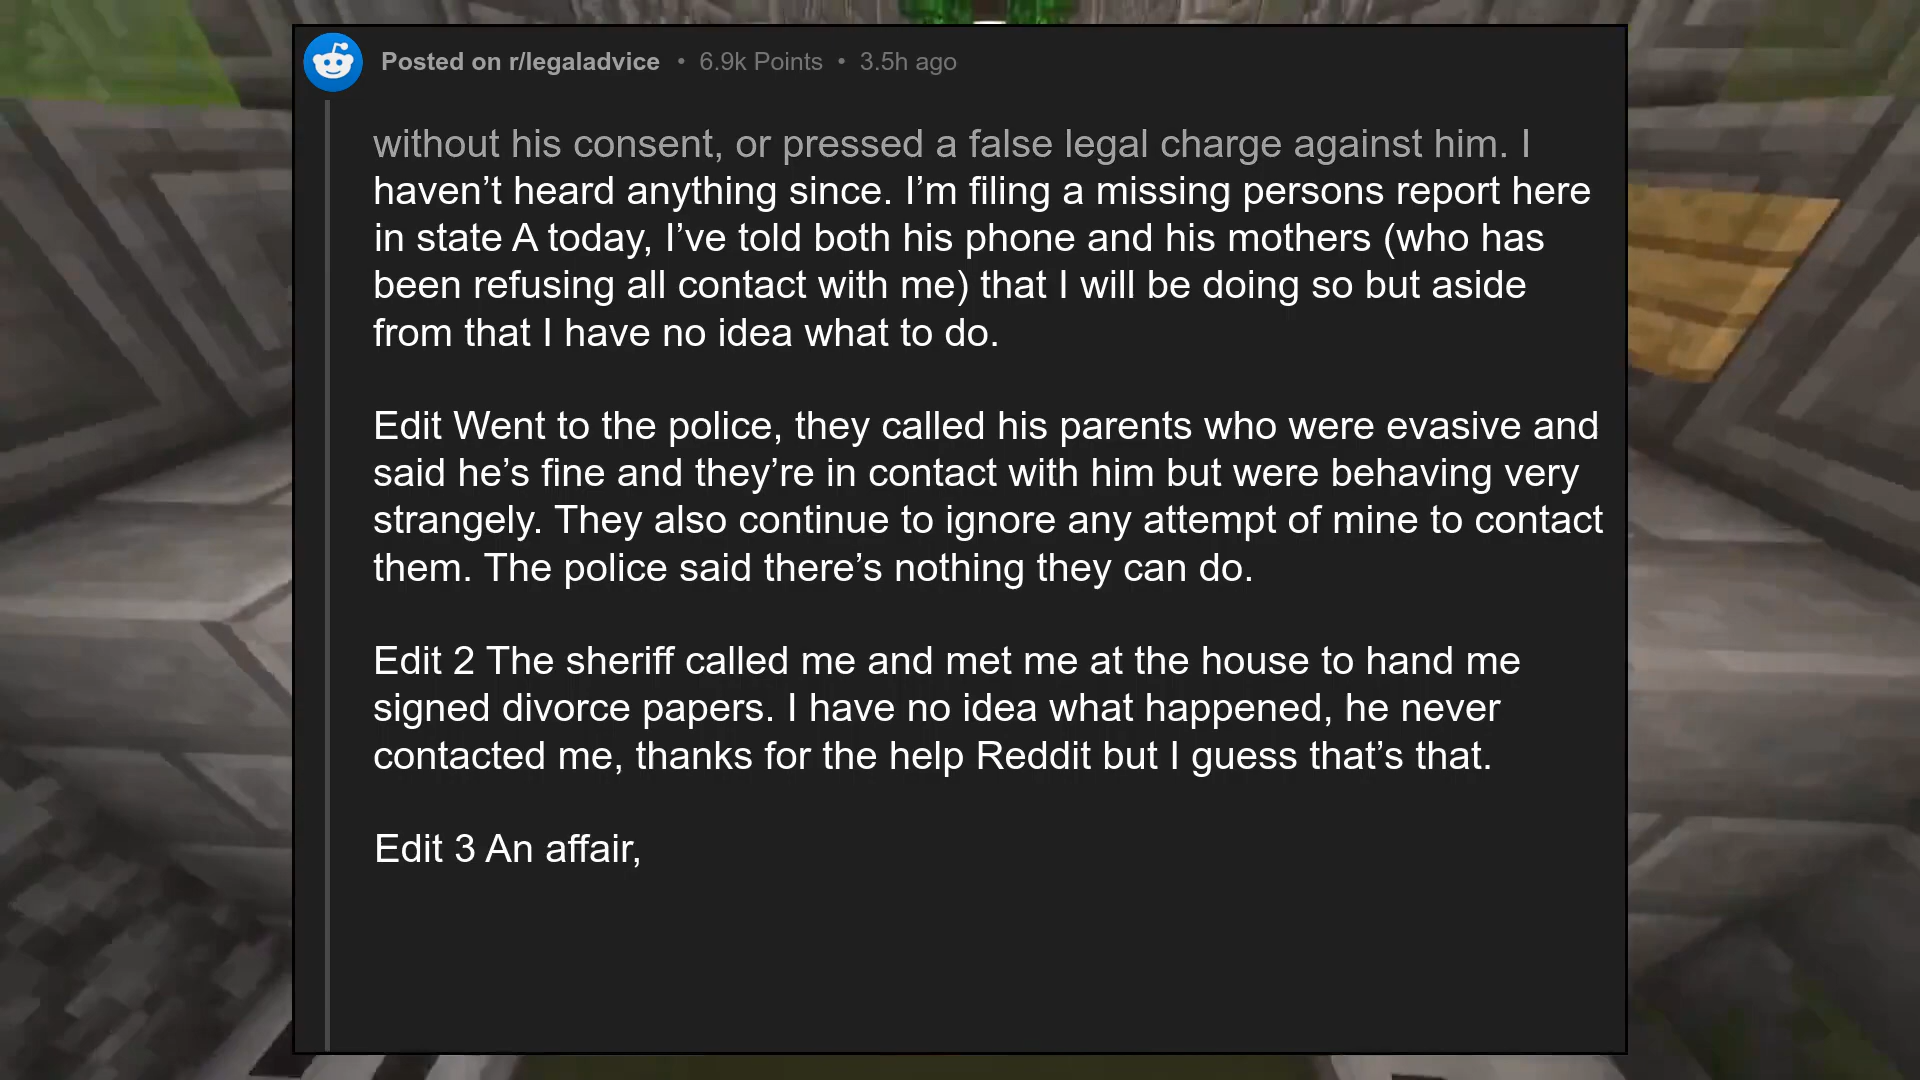 Posted on r/legaladvice • 6.9k Points • 3.5h ago
without his consent, or pressed a false legal charge against him. I
haven’t heard anything since. I’m filing a missing persons report here
in state A today, I’ve told both his phone and his mothers (who has
been refusing all contact with me) that I will be doing so but aside
from that I have no idea what to do.
Edit Went to the police, they called his parents who were evasive and
said he’s fine and they’re in contact with him but were behaving very
strangely. They also continue to ignore any attempt of mine to contact
them. The police said there’s nothing they can do.
Edit 2 The sheriff called me and met me at the house to hand me
signed divorce papers. I have no idea what happened, he never
contacted me, thanks for the help Reddit but I guess that’s that.
Edit 3 An affair,